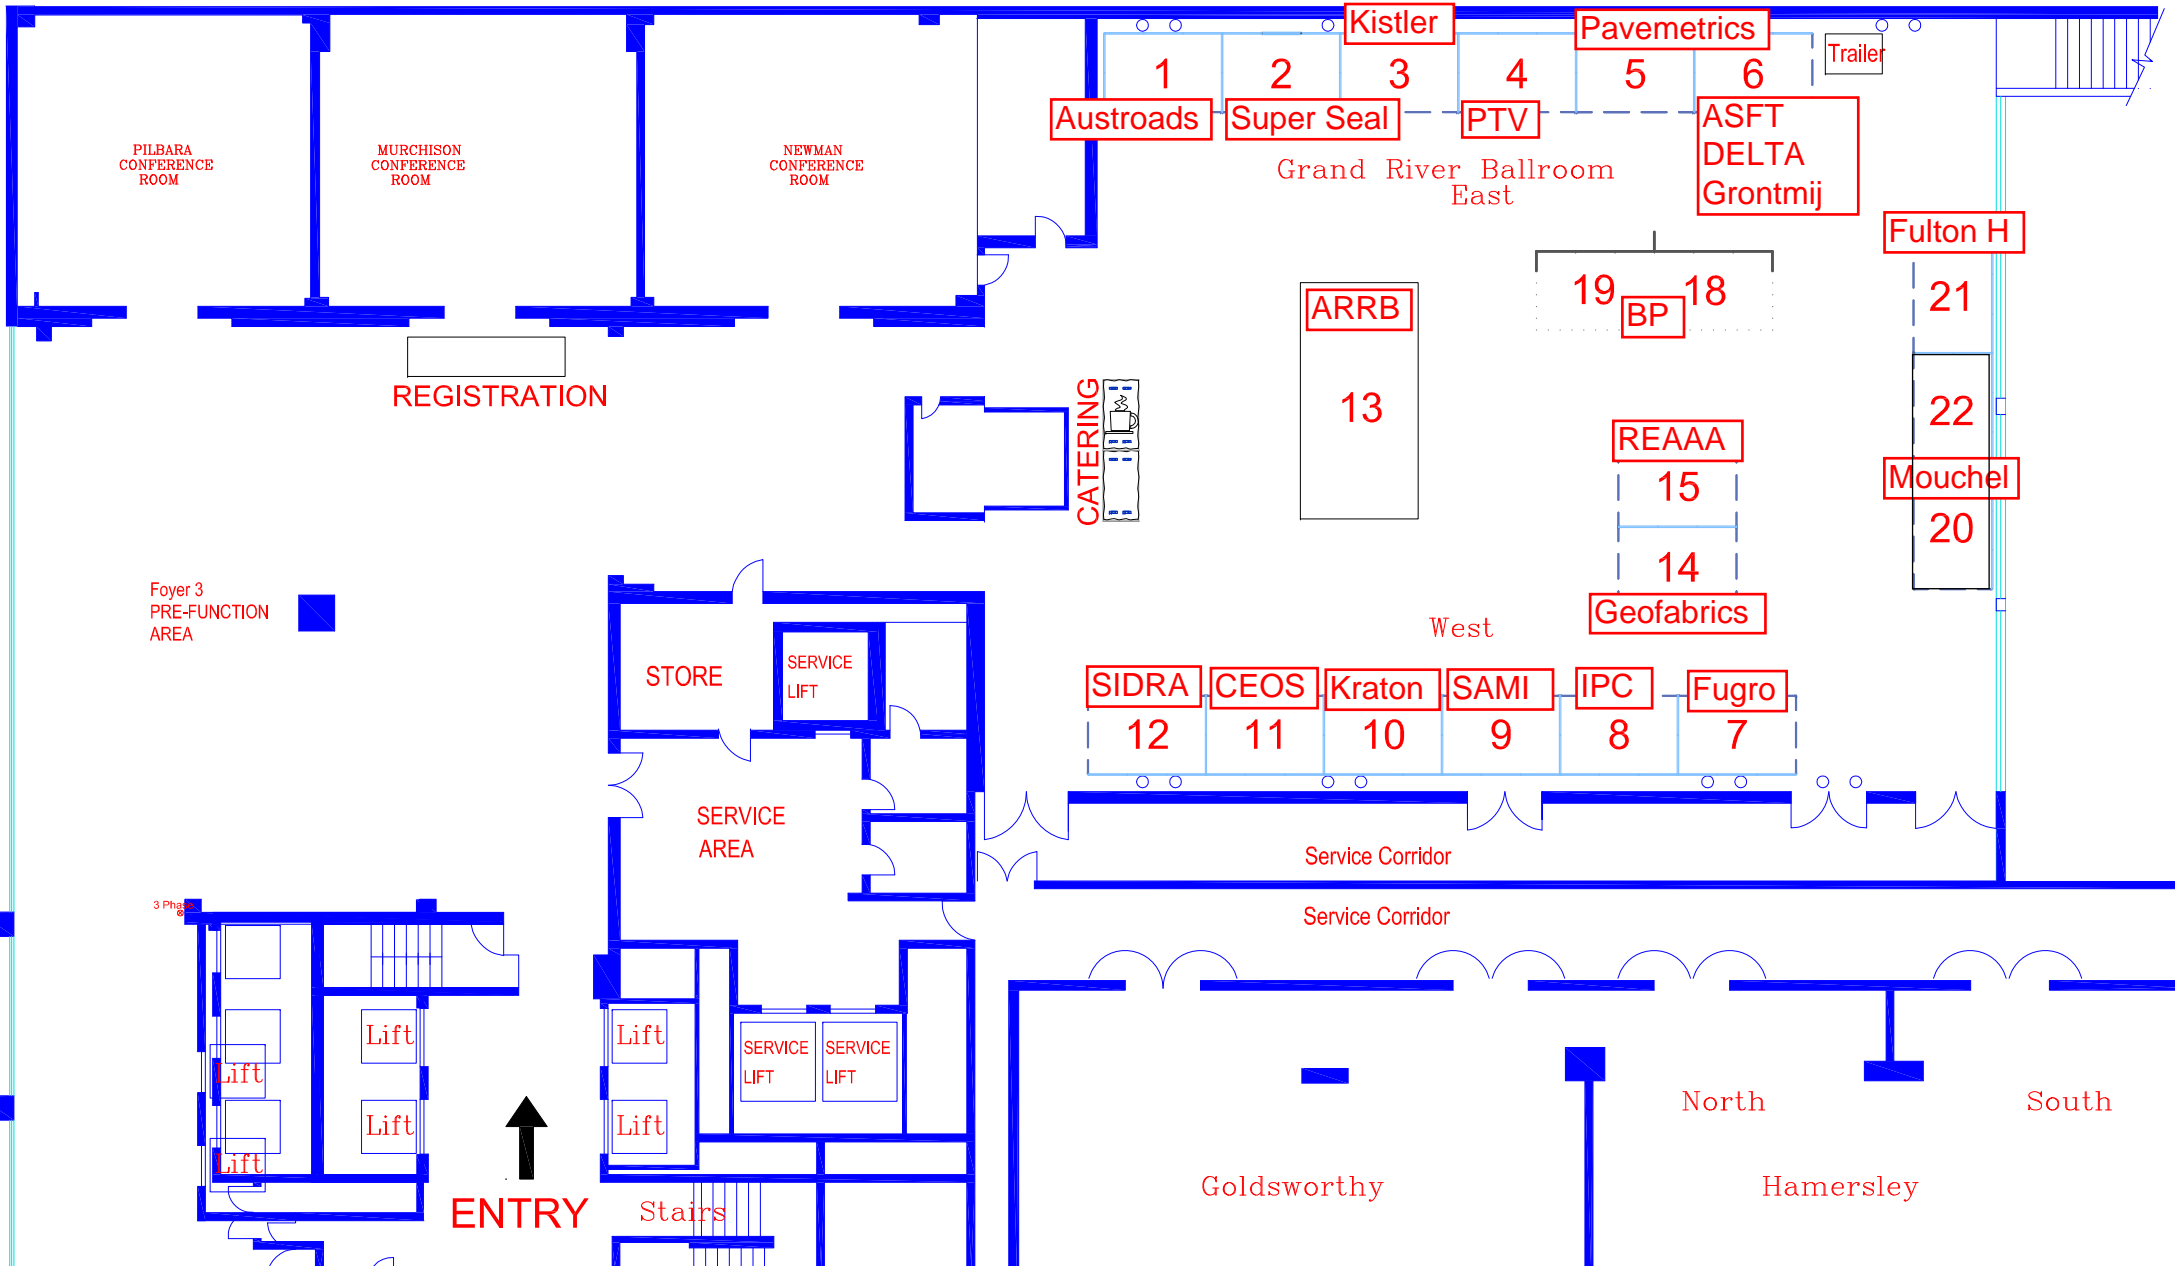 Kistler
Pavemetrics
Trailer
1
2
3
4
5
6
Austroads
Super Seal
PTV
ASFT
DELTA
Grontmij
PILBARA
CONFERENCE
ROOM
MURCHISON
CONFERENCE
ROOM
NEWMAN
CONFERENCE
ROOM
Grand River Ballroom
East
Fulton H
19
18
BP
21
ARRB
13
REGISTRATION
CATERING
22
REAAA
15
Mouchel
20
14
Geofabrics
Foyer 3
PRE-FUNCTION
AREA
West
STORE
SERVICE
LIFT
SIDRA
CEOS
Kraton
SAMI
IPC
Fugro
12
11
10
9
8
7
SERVICE
AREA
Service Corridor
Service Corridor
3 Phase
Lift
Lift
Lift
Lift
Lift
Lift
SERVICE
LIFT
SERVICE
LIFT
North
South
ENTRY
Stairs
Goldsworthy
Hamersley